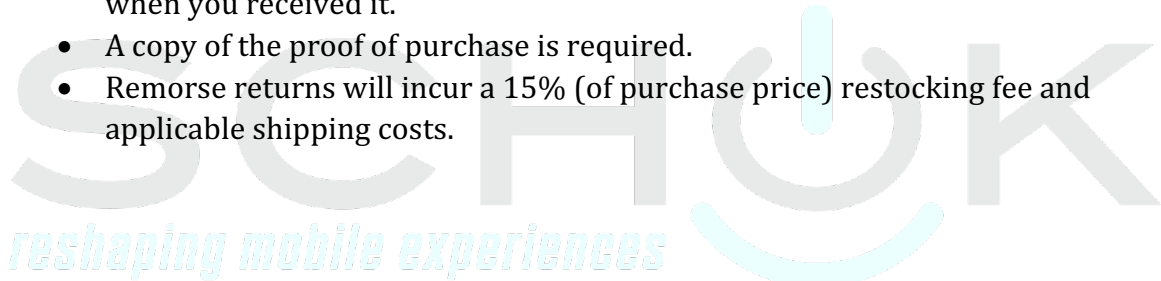 when you received it.
• A copy of the proof of purchase is required.
• Remorse returns will incur a 15% (of purchase price) restocking fee and
applicable shipping costs.
SCHOK
reshaping mobile experiences